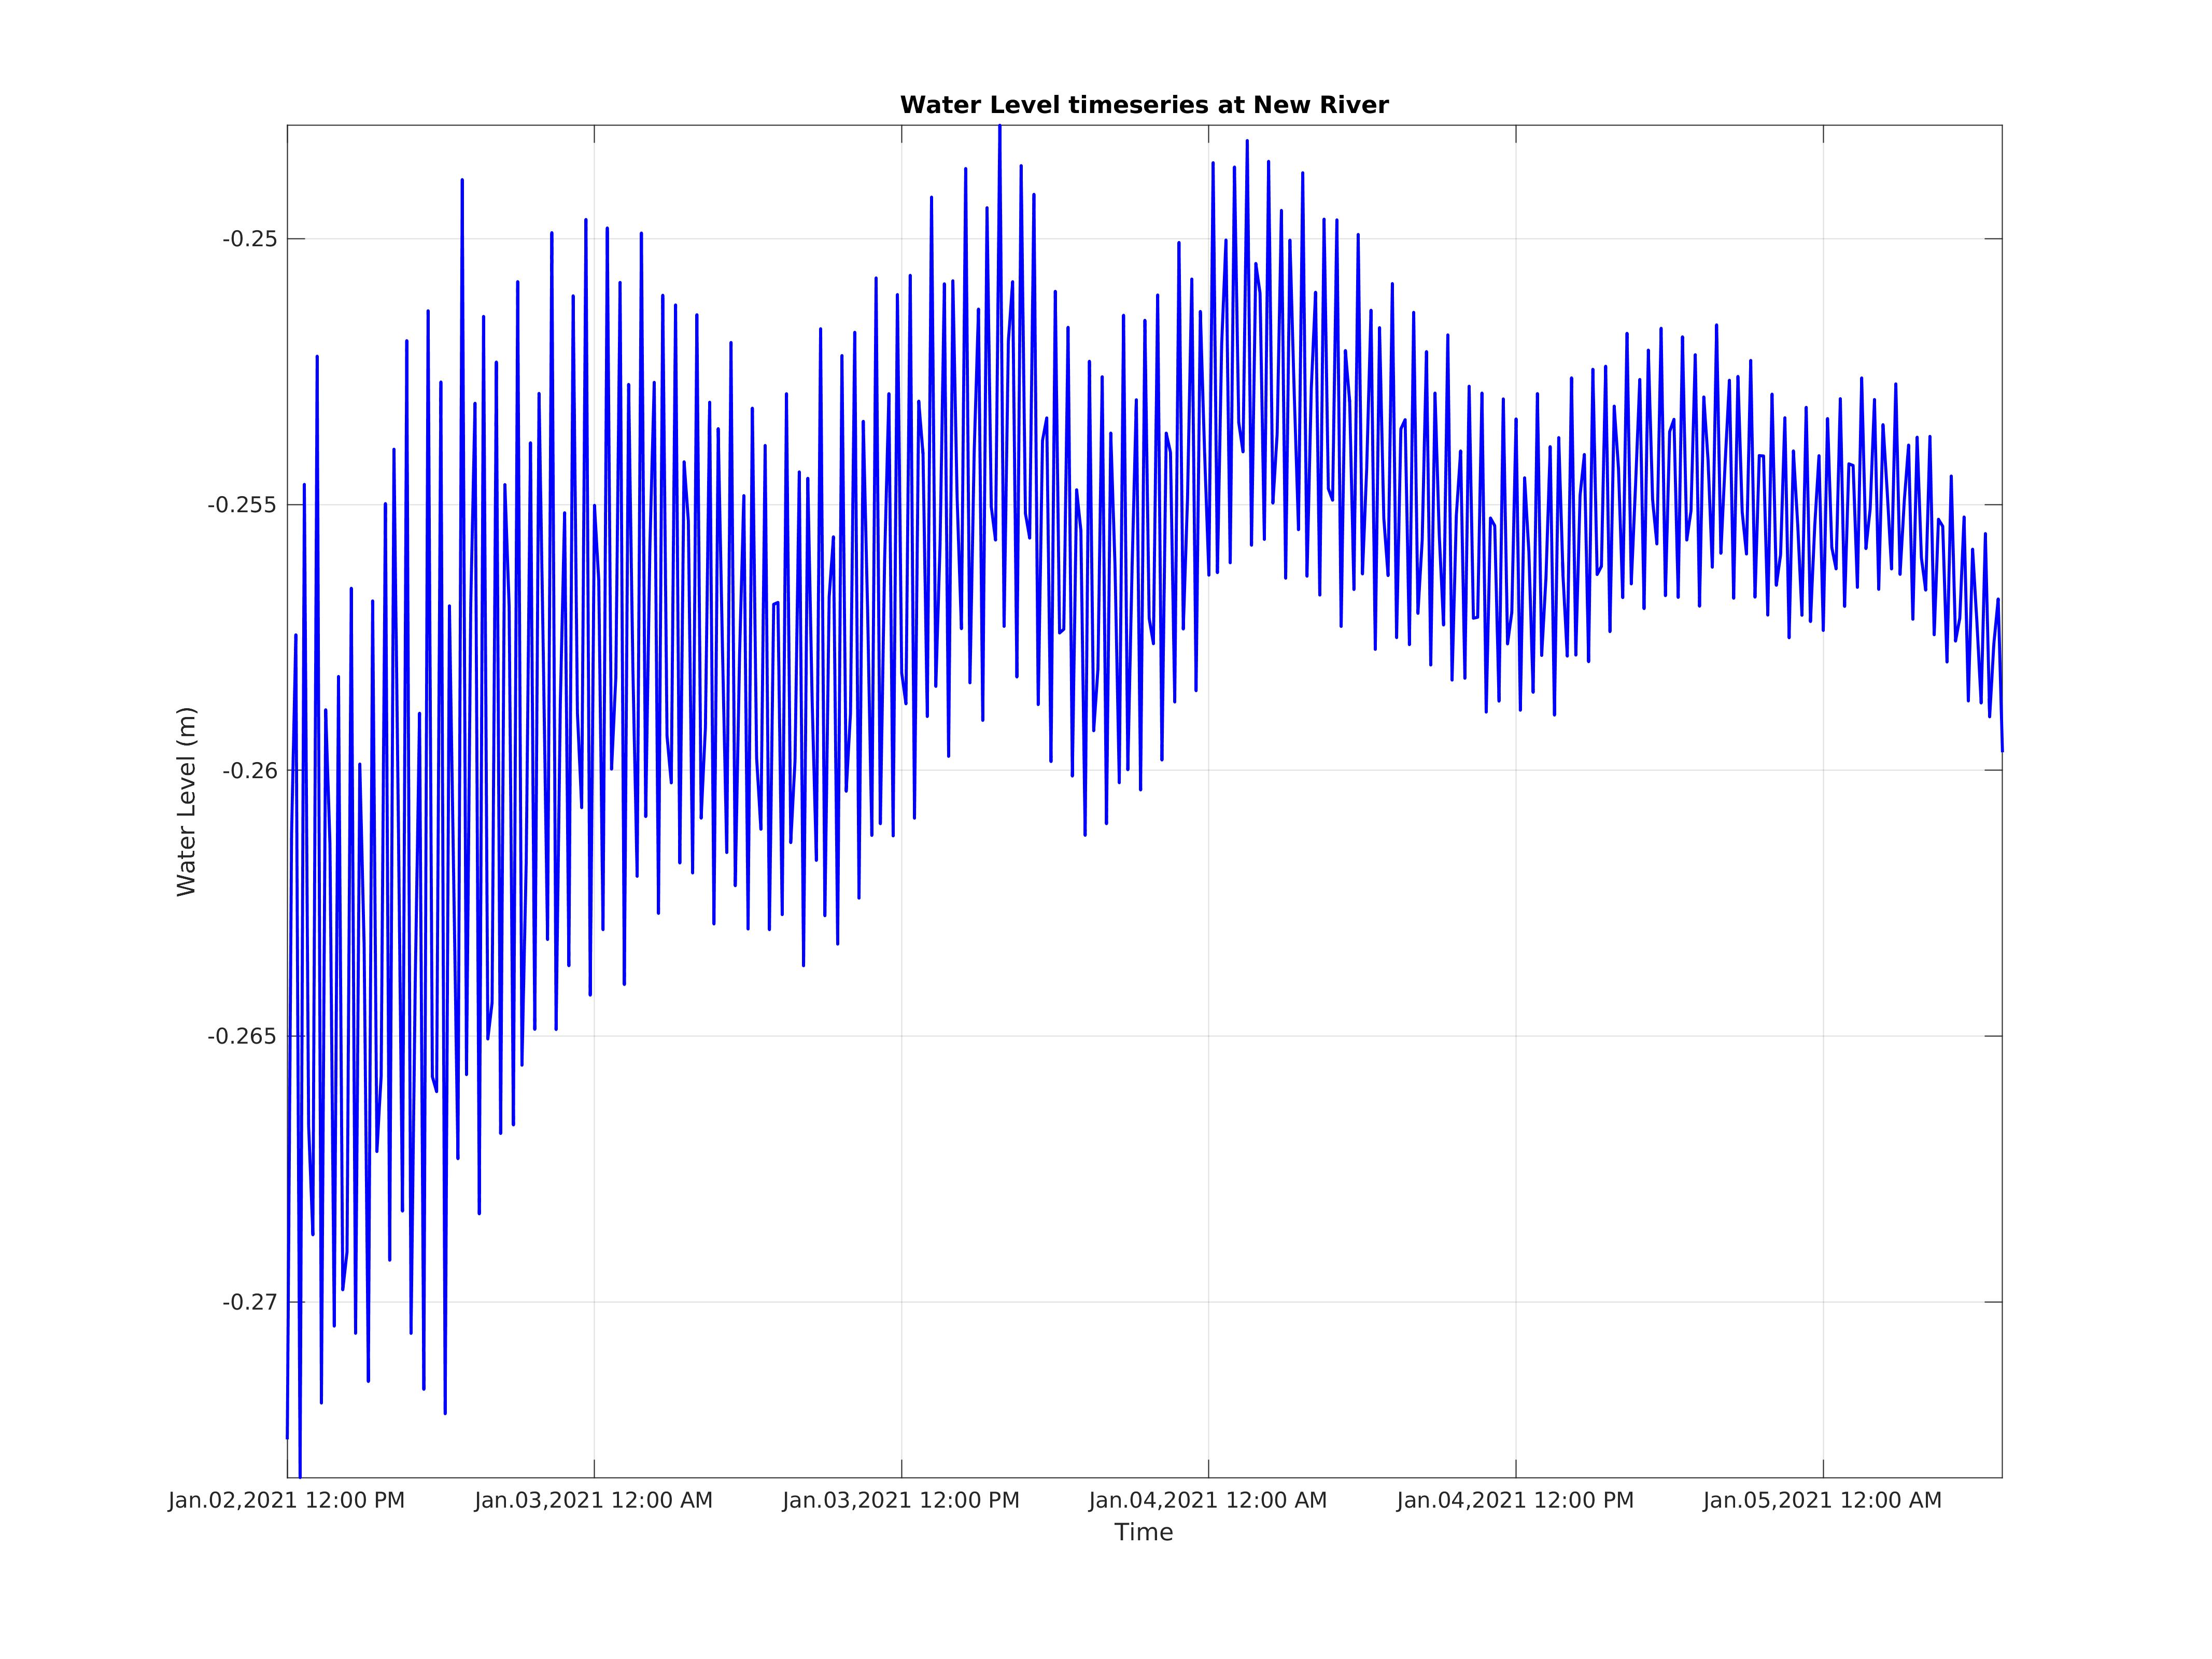 Water Level timeseries at New River
-0.25
-0.255
-0.26
-0.265
-0.27
Water Level (m)
Jan.02,2021 12:00 PM
Jan.03,2021 12:00 AM
Jan.03,2021 12:00 PM
Jan.04,2021 12:00 AM
Jan.04,2021 12:00 PM
Jan.05,2021 12:00 AM
Time